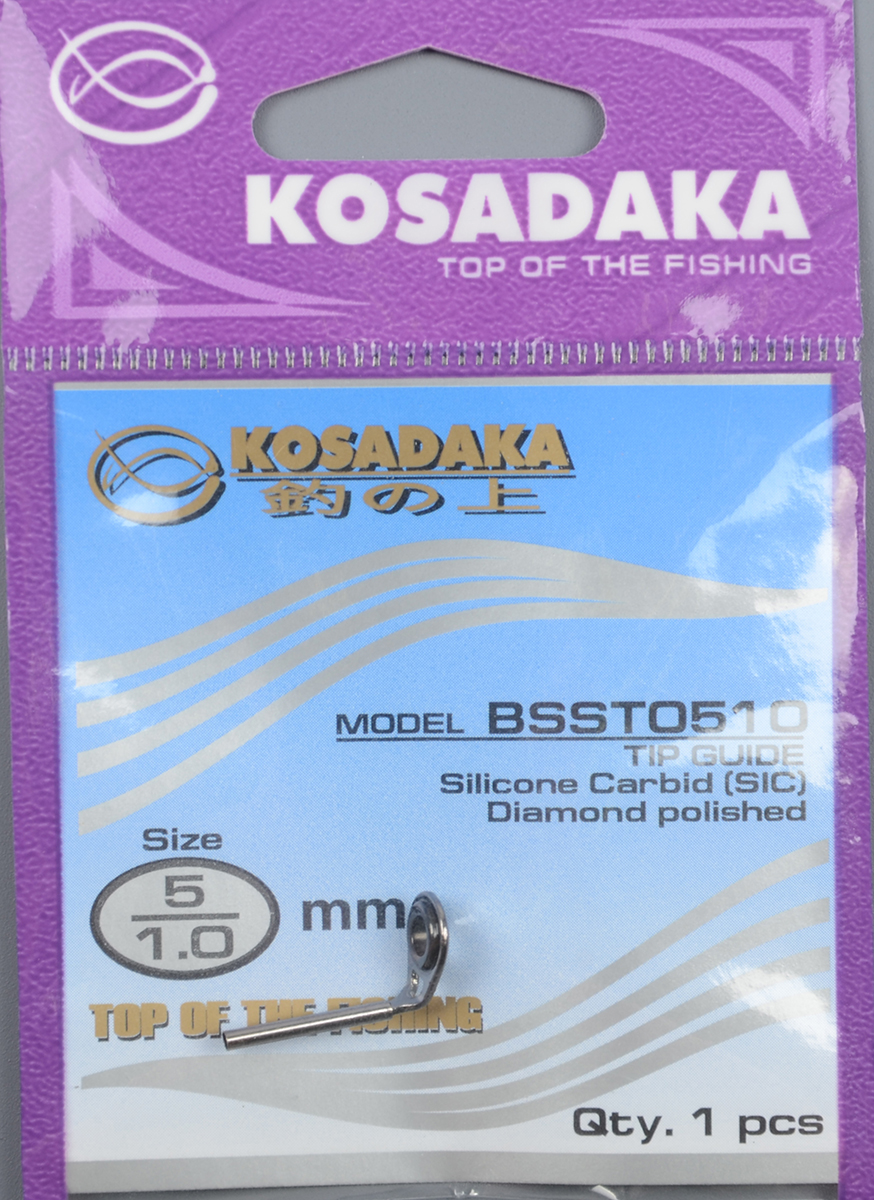 KOSADAKA
TOP OF THE FISHING
KOSADAKA
釣の上
MODEL BSST0510
TIP GUIDE
Silicone Carbid (SIC)
Diamond polished
Size
5
1.0
mm
TOP OF THE FISHING
Qty. 1 pcs